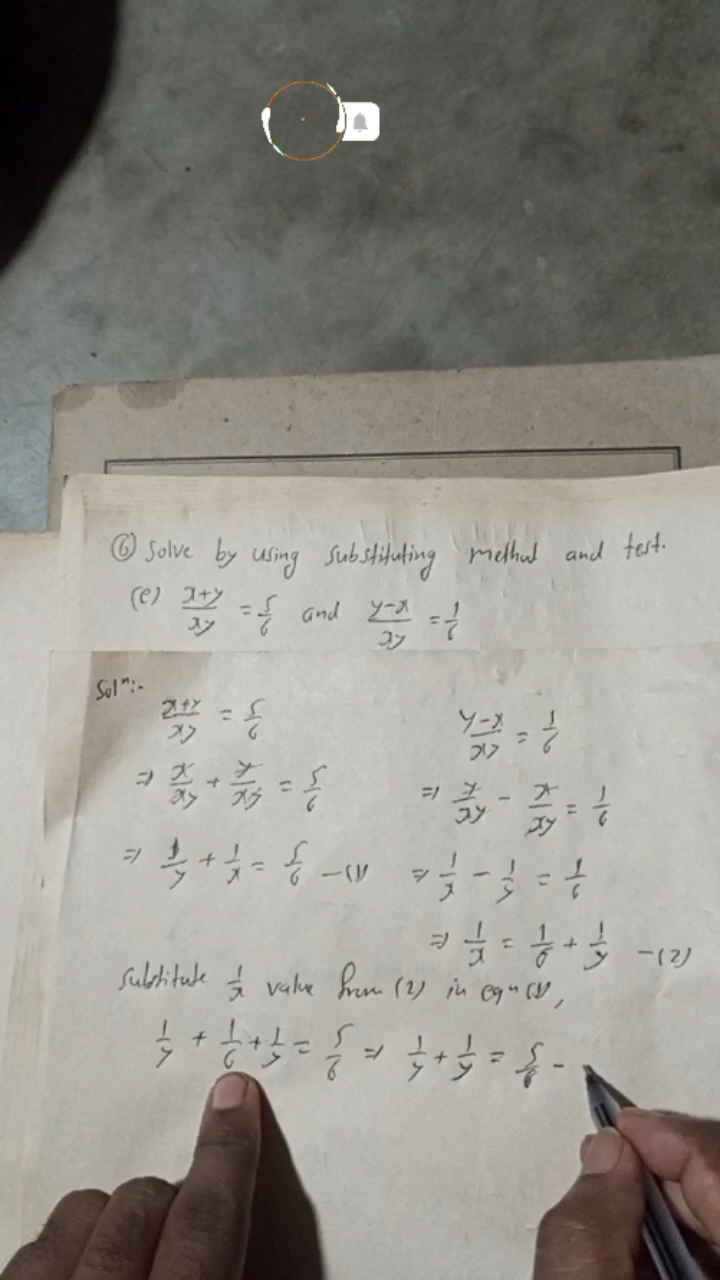 ⑥ Solve by using substituting method and test.
(e) x+y/xy = 5/6 and y-x/xy = 1/6
Solⁿ:-
x+y/xy = 5/6
y-x/xy = 1/6
⇒ x/xy + y/xy = 5/6
⇒ y/xy - x/xy = 1/6
⇒ 1/y + 1/x = 5/6 -(1)
⇒ 1/x - 1/y = 1/6
⇒ 1/x = 1/6 + 1/y -(2)
Substitute 1/x value from (2) in eqn (1),
1/y + 1/6 + 1/y = 5/6 ⇒ 1/y + 1/y = 5/6 -